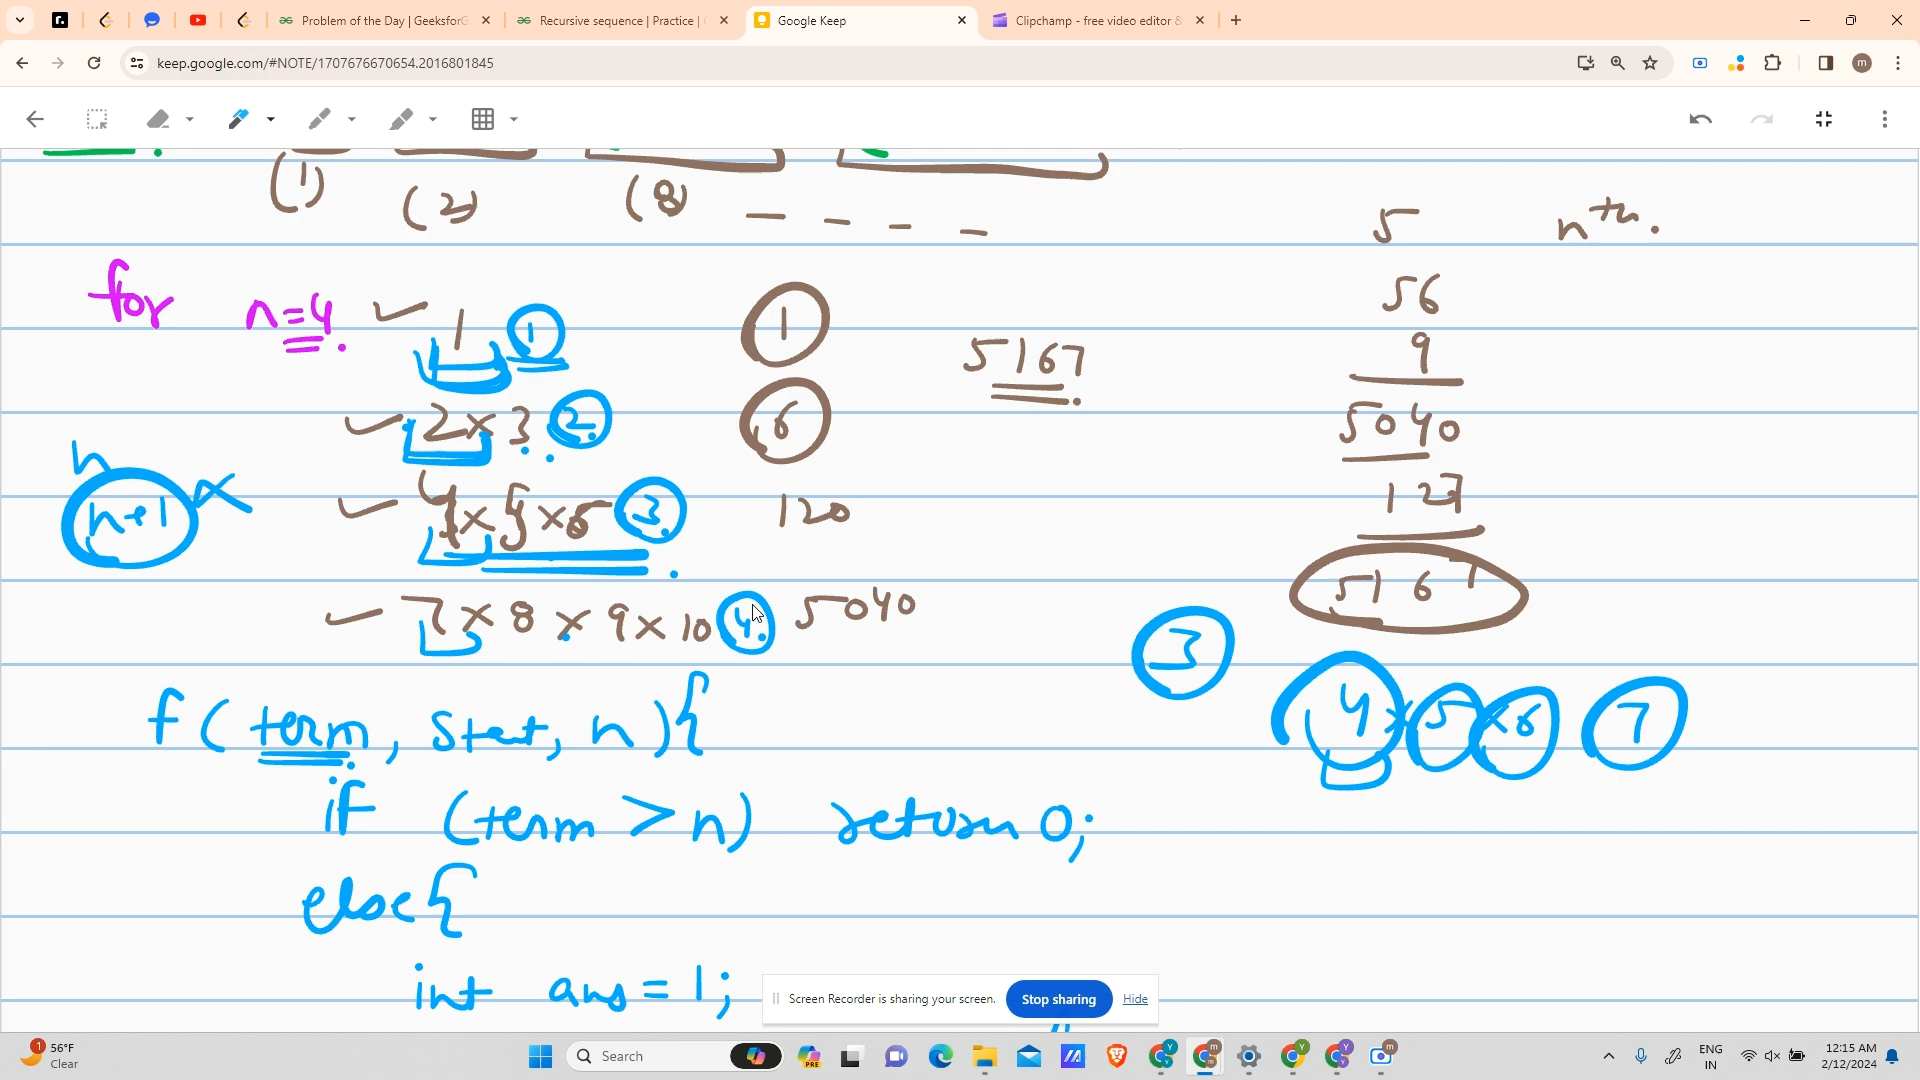 Problem of the Day | GeeksforG
Recursive sequence | Practice |
Google Keep
Clipchamp - free video editor &
keep.google.com/#NOTE/1707676670654.2016801845
m
(1)
(2)
5
nth.
for n=4.
1 1
1
5167
56
9
2x3 2.
6
5040
n
n+1
4x5x6 3.
120
127
7x8x9x10 4.
5040
5167
3
4x5x6 7
f(term, start, n){
if (term > n) return 0;
else{
int ans = 1;
Screen Recorder is sharing your screen.
Stop sharing
Hide
1
56°F
Clear
Search
PRE
ENG
IN
12:15 AM
2/12/2024